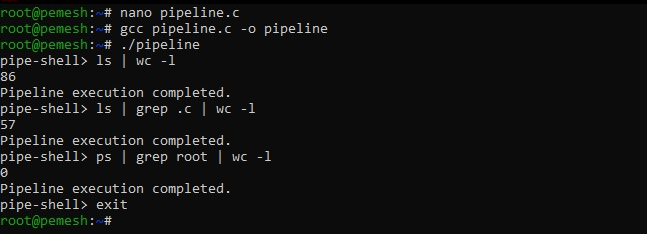 root@pemesh:~# nano pipeline.c
root@pemesh:~# gcc pipeline.c -o pipeline
root@pemesh:~# ./pipeline
pipe-shell> ls | wc -l
86
Pipeline execution completed.
pipe-shell> ls | grep .c | wc -l
57
Pipeline execution completed.
pipe-shell> ps | grep root | wc -l
0
Pipeline execution completed.
pipe-shell> exit
root@pemesh:~#